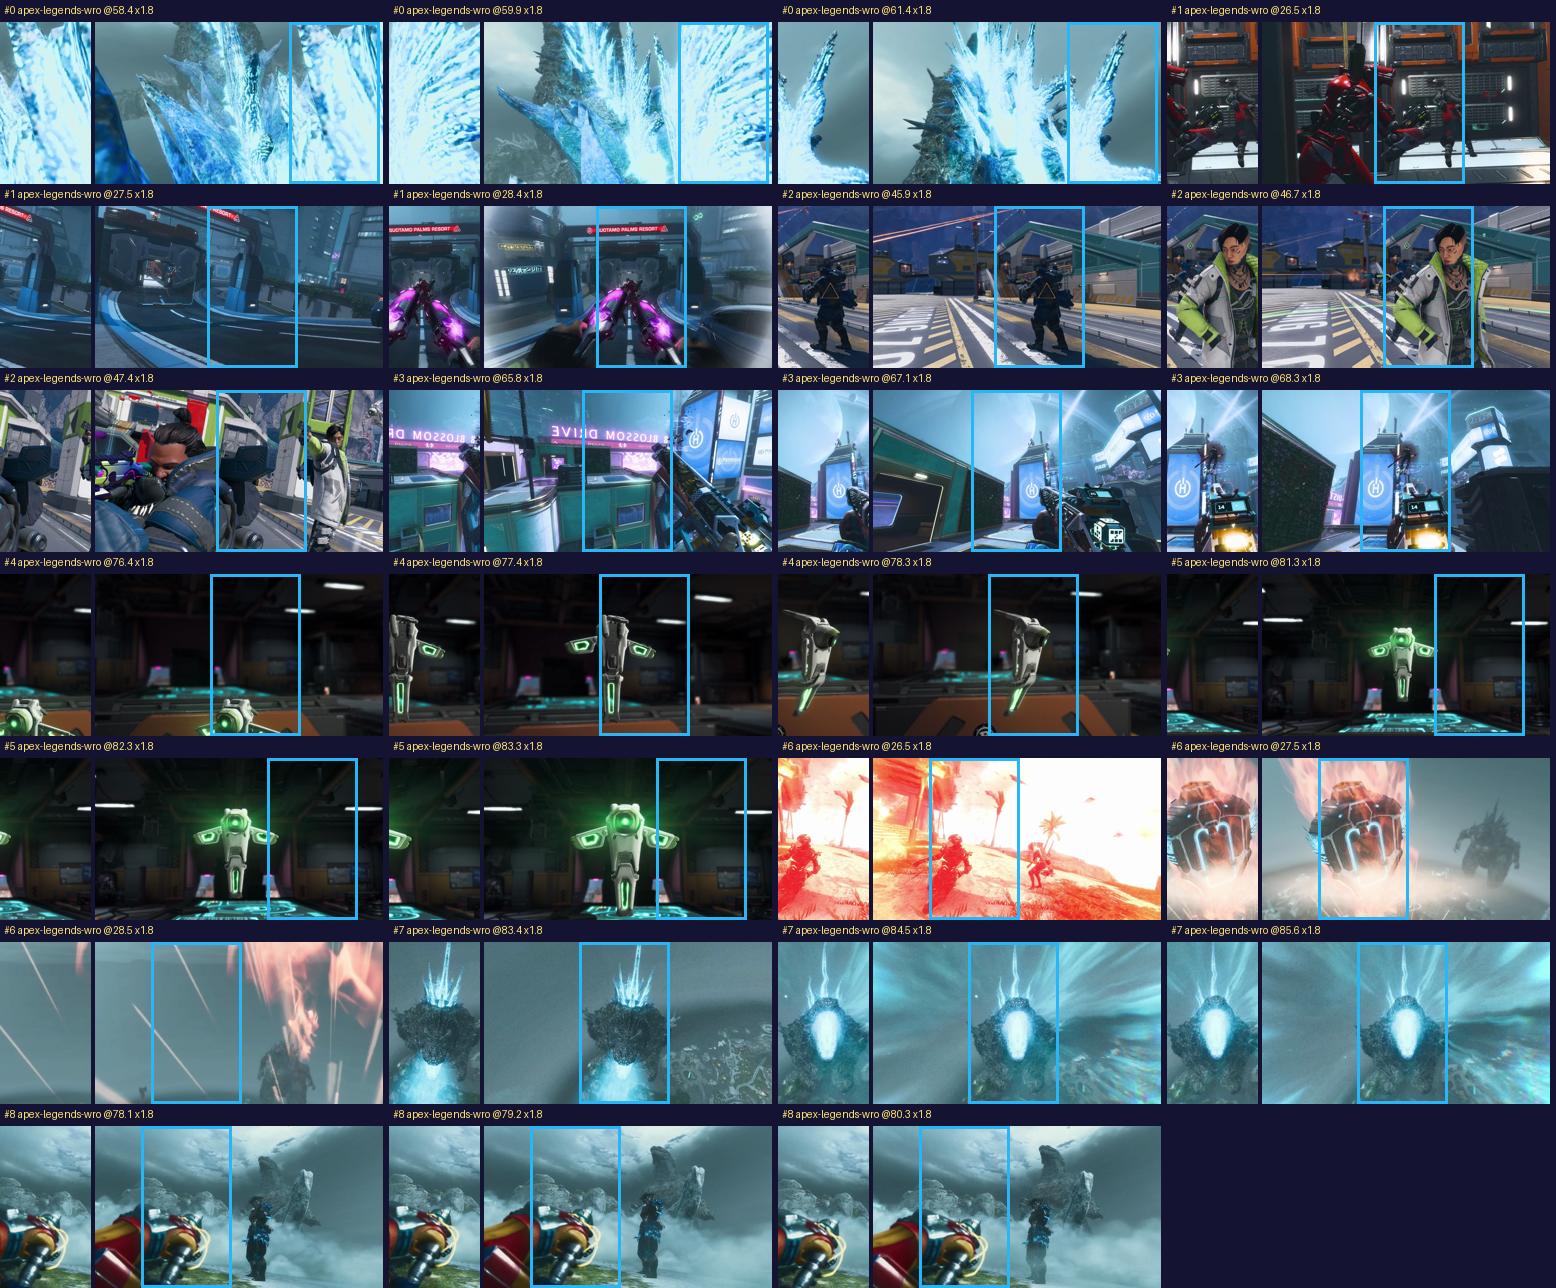 #0 apex-legends-wro @58.4 x1.8
#0 apex-legends-wro @59.9 x1.8
#0 apex-legends-wro @61.4 x1.8
#1 apex-legends-wro @26.5 x1.8
#1 apex-legends-wro @27.5 x1.8
#1 apex-legends-wro @28.4 x1.8
#2 apex-legends-wro @45.9 x1.8
#2 apex-legends-wro @46.7 x1.8
RESORT
SUOTAMO PALMS RESORT
#2 apex-legends-wro @47.4 x1.8
#3 apex-legends-wro @65.8 x1.8
#3 apex-legends-wro @67.1 x1.8
#3 apex-legends-wro @68.3 x1.8
BLOSSOM DRIVE
14
14
#4 apex-legends-wro @76.4 x1.8
#4 apex-legends-wro @77.4 x1.8
#4 apex-legends-wro @78.3 x1.8
#5 apex-legends-wro @81.3 x1.8
#5 apex-legends-wro @82.3 x1.8
#5 apex-legends-wro @83.3 x1.8
#6 apex-legends-wro @26.5 x1.8
#6 apex-legends-wro @27.5 x1.8
#6 apex-legends-wro @28.5 x1.8
#7 apex-legends-wro @83.4 x1.8
#7 apex-legends-wro @84.5 x1.8
#7 apex-legends-wro @85.6 x1.8
#8 apex-legends-wro @78.1 x1.8
#8 apex-legends-wro @79.2 x1.8
#8 apex-legends-wro @80.3 x1.8